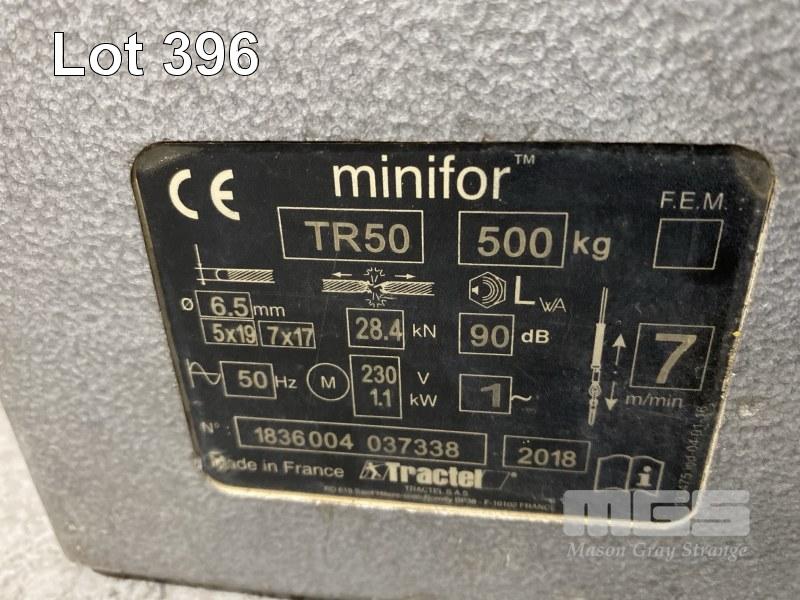 Lot 396
CE
minifor™
F.E.M.
TR50 500 kg
LWA
ø 6.5 mm
5x19 7x17 28.4 kN 90 dB
7
m/min
50 Hz M 230 V
1.1 kW 1~
N° : 1836004 037338 2018
Made in France Tractel ®
TRACTEL S.A.S.
i
MGS
Mason Gray Strange